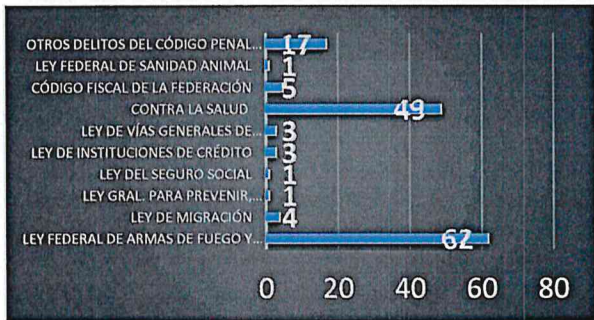 OTROS DELITOS DEL CÓDIGO PENAL... 17
LEY FEDERAL DE SANIDAD ANIMAL 1
CÓDIGO FISCAL DE LA FEDERACIÓN 5
CONTRA LA SALUD 49
LEY DE VÍAS GENERALES DE... 3
LEY DE INSTITUCIONES DE CRÉDITO 3
LEY DEL SEGURO SOCIAL 1
LEY GRAL. PARA PREVENIR,... 1
LEY DE MIGRACIÓN 4
LEY FEDERAL DE ARMAS DE FUEGO Y... 62
0 20 40 60 80